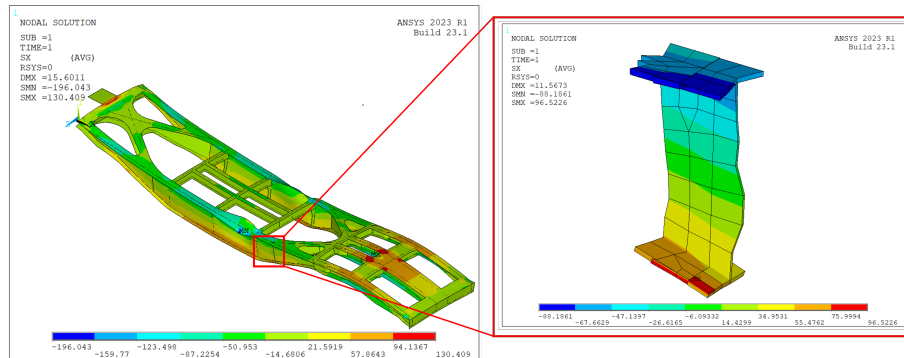 1
NODAL SOLUTION
ANSYS 2023 R1
Build 23.1
SUB =1
TIME=1
SX (AVG)
RSYS=0
DMX =15.6011
SMN =-196.043
SMX =130.409
-196.043 -123.498 -50.953 21.5919 94.1367
-159.77 -87.2254 -14.6806 57.8643 130.409
1
NODAL SOLUTION
ANSYS 2023 R1
Build 23.1
SUB =1
TIME=1
SX (AVG)
RSYS=0
DMX =11.5673
SMN =-88.1861
SMX =96.5226
-88.1861 -47.1397 -6.09332 34.9531 75.9994
-67.6629 -26.6165 14.4299 55.4762 96.5226